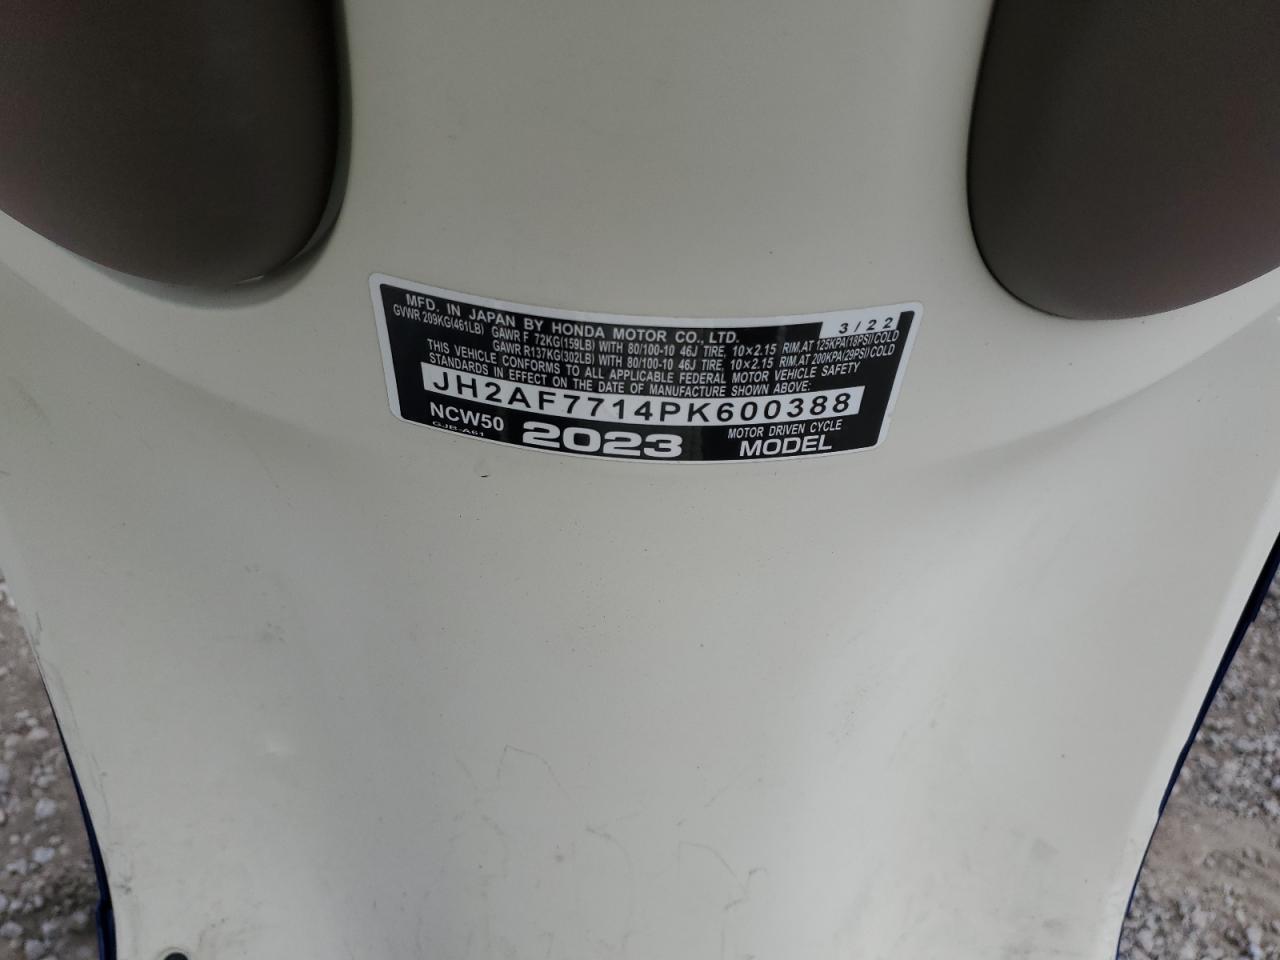 MFD. IN JAPAN BY HONDA MOTOR CO., LTD. 3/22
GVWR 209KG(461LB) GAWR F 72KG(159LB) WITH 80/100-10 46J TIRE, 10×2.15 RIM, AT 125KPA(18PSI)/COLD
GAWR R137KG(302LB) WITH 80/100-10 46J TIRE, 10×2.15 RIM, AT 200KPA(29PSI)/COLD
THIS VEHICLE CONFORMS TO ALL APPLICABLE FEDERAL MOTOR VEHICLE SAFETY
STANDARDS IN EFFECT ON THE DATE OF MANUFACTURE SHOWN ABOVE:
JH2AF7714PK600388
NCW50 2023 MOTOR DRIVEN CYCLE
GJB-A61 MODEL